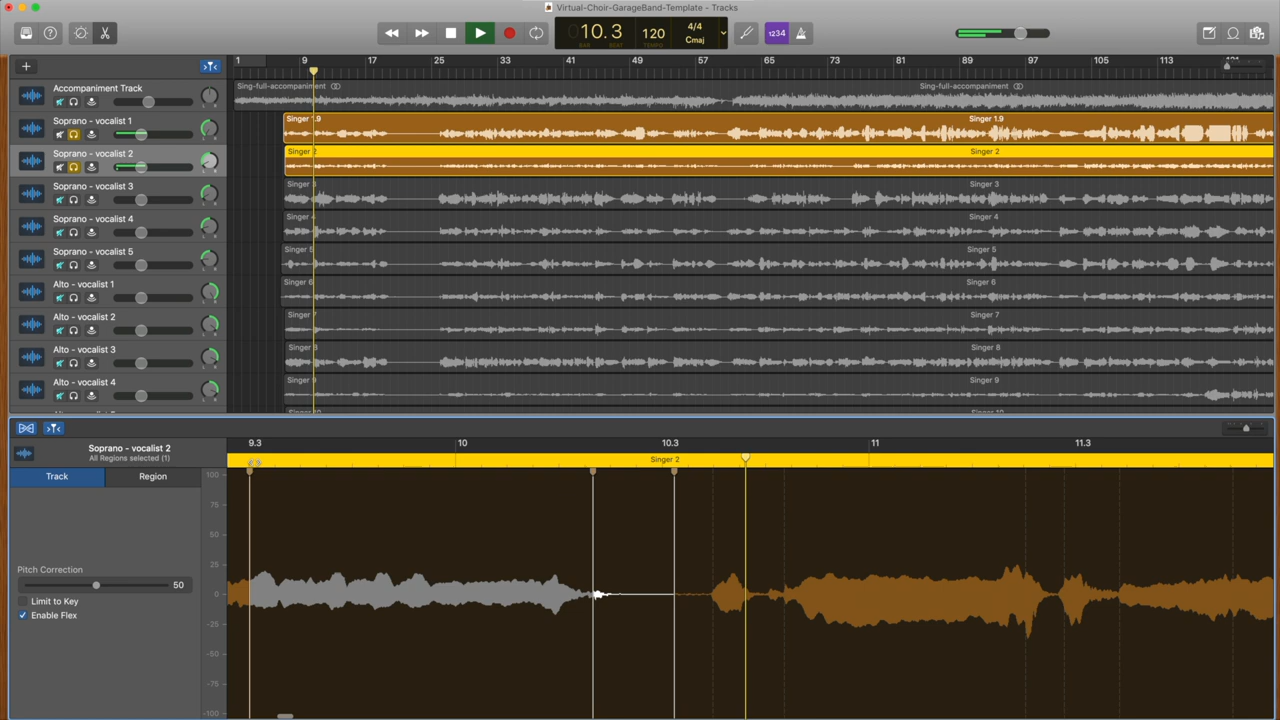 Virtual-Choir-GarageBand-Template - Tracks
10.3
BAR BEAT
120
TEMPO
4/4
Cmaj
1234
1 9 17 25 33 41 49 57 65 73 81 89 97 105 113 121
Accompaniment Track
Sing-full-accompaniment Sing-full-accompaniment
Soprano - vocalist 1
Singer 1.9 Singer 1.9
Soprano - vocalist 2
Singer 2 Singer 2
Soprano - vocalist 3
Singer 3 Singer 3
Soprano - vocalist 4
Singer 4 Singer 4
Soprano - vocalist 5
Singer 5 Singer 5
Alto - vocalist 1
Singer 6 Singer 6
Alto - vocalist 2
Singer 7 Singer 7
Alto - vocalist 3
Singer 8 Singer 8
Alto - vocalist 4
Singer 9 Singer 9
Singer 10 Singer 10
Soprano - vocalist 2
All Regions selected (1)
9.3 10 10.3 11 11.3
Singer 2
Track Region
100
75
50
25
0
-25
-50
-75
-100
Pitch Correction
50
Limit to Key
Enable Flex